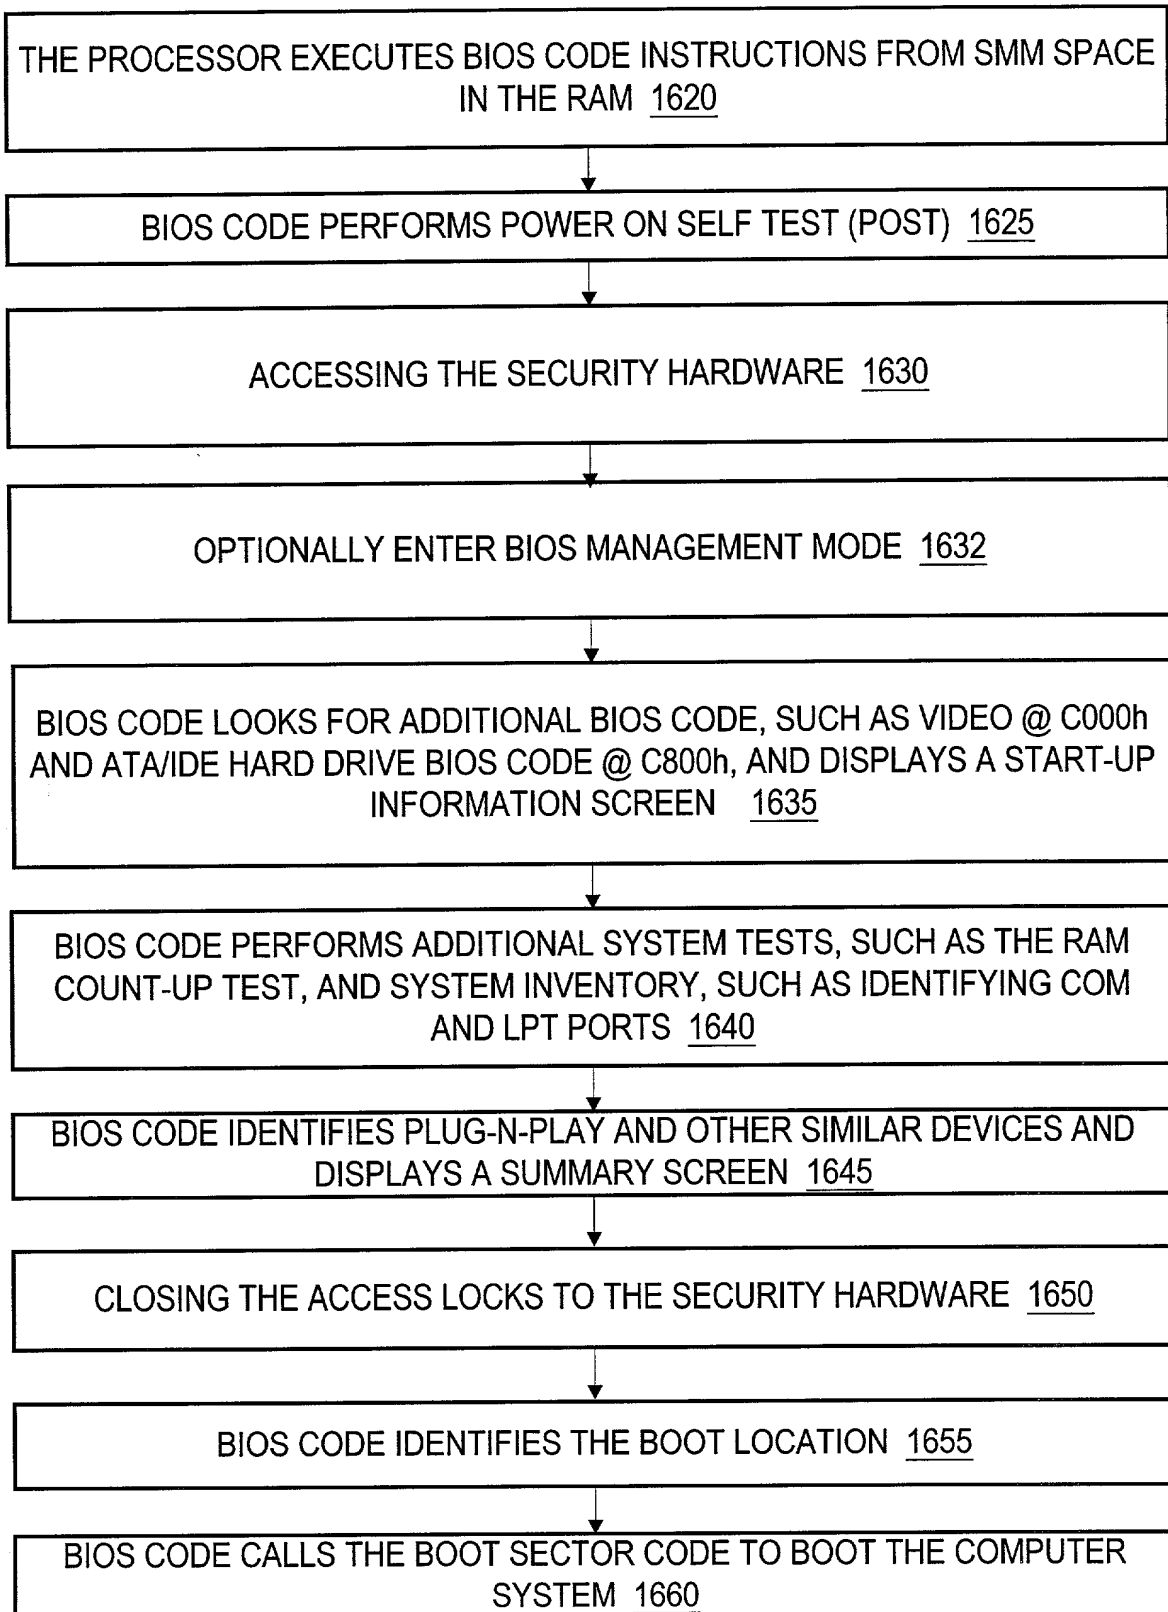 THE PROCESSOR EXECUTES BIOS CODE INSTRUCTIONS FROM SMM SPACE
IN THE RAM 1620
BIOS CODE PERFORMS POWER ON SELF TEST (POST) 1625
ACCESSING THE SECURITY HARDWARE 1630
OPTIONALLY ENTER BIOS MANAGEMENT MODE 1632
BIOS CODE LOOKS FOR ADDITIONAL BIOS CODE, SUCH AS VIDEO @ C000h
AND ATA/IDE HARD DRIVE BIOS CODE @ C800h, AND DISPLAYS A START-UP
INFORMATION SCREEN 1635
BIOS CODE PERFORMS ADDITIONAL SYSTEM TESTS, SUCH AS THE RAM
COUNT-UP TEST, AND SYSTEM INVENTORY, SUCH AS IDENTIFYING COM
AND LPT PORTS 1640
BIOS CODE IDENTIFIES PLUG-N-PLAY AND OTHER SIMILAR DEVICES AND
DISPLAYS A SUMMARY SCREEN 1645
CLOSING THE ACCESS LOCKS TO THE SECURITY HARDWARE 1650
BIOS CODE IDENTIFIES THE BOOT LOCATION 1655
BIOS CODE CALLS THE BOOT SECTOR CODE TO BOOT THE COMPUTER
SYSTEM 1660